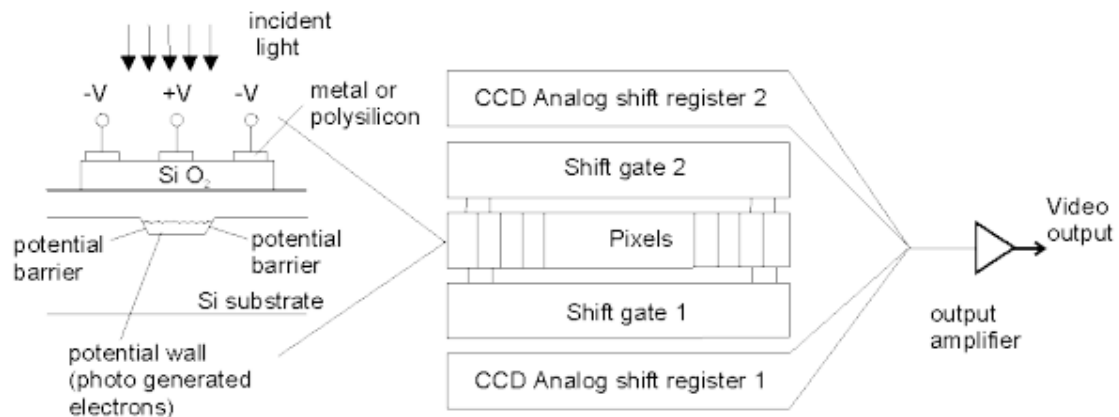 incident
light
-V
+V
-V
metal or
polysilicon
Si O2
potential
barrier
potential
barrier
Si substrate
potential wall
(photo generated
electrons)
CCD Analog shift register 2
Shift gate 2
Pixels
Shift gate 1
CCD Analog shift register 1
Video
output
output
amplifier